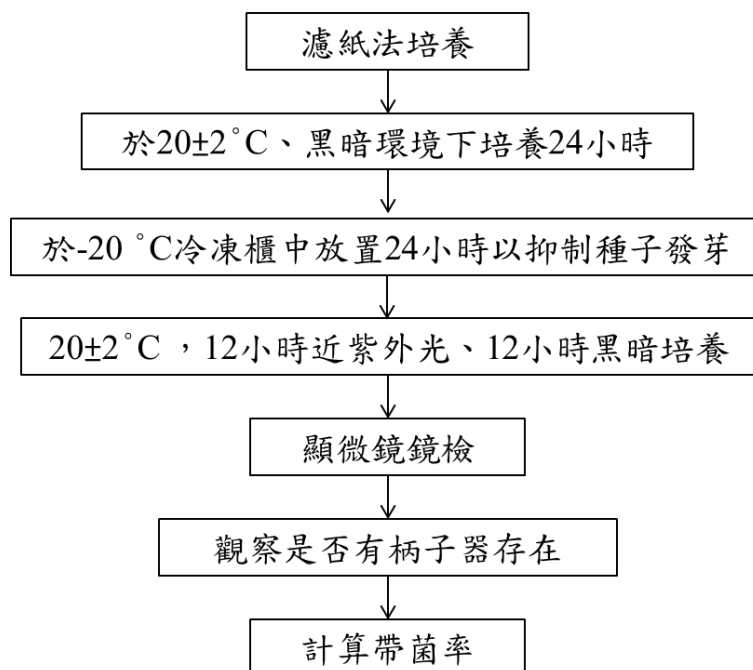 濾紙法培養
於20±2˚C、黑暗環境下培養24小時
於-20 ˚C冷凍櫃中放置24小時以抑制種子發芽
20±2˚C ，12小時近紫外光、12小時黑暗培養
顯微鏡鏡檢
觀察是否有柄子器存在
計算帶菌率